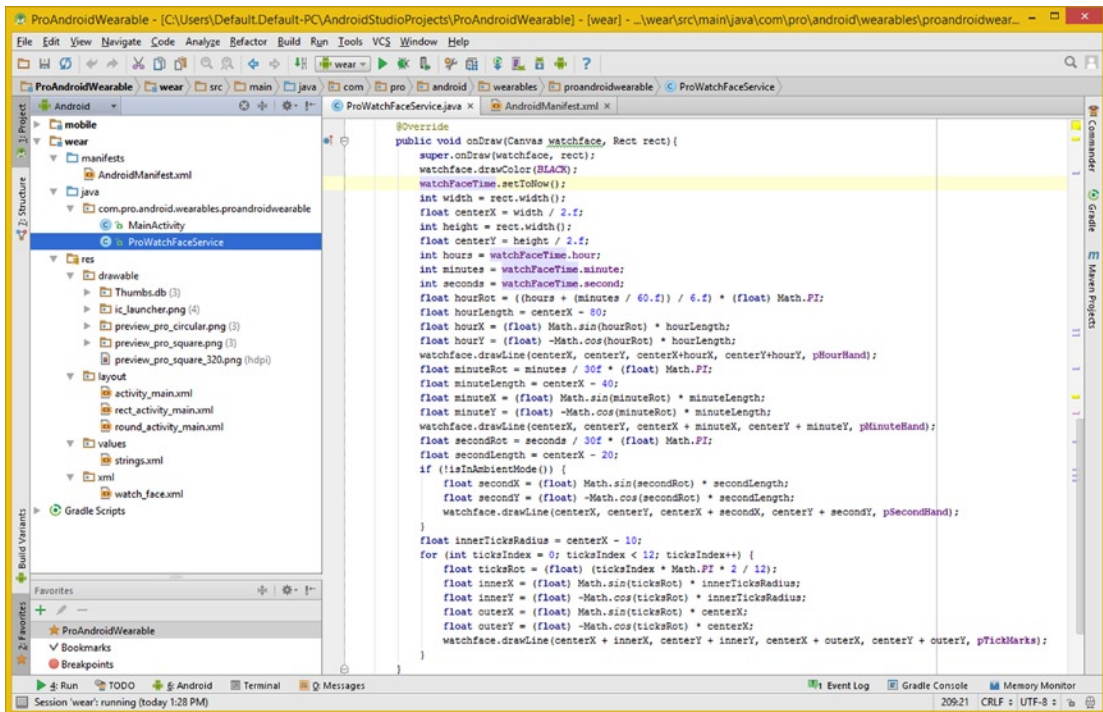 ProAndroidWearable - [C:\Users\Default.Default-PC\AndroidStudioProjects\ProAndroidWearable] - [wear] - ...\wear\src\main\java\com\pro\android\wearables\proandroidwear...
File Edit View Navigate Code Analyze Refactor Build Run Tools VCS Window Help
wear
ProAndroidWearable wear src main java com pro android wearables proandroidwearable ProWatchFaceService
Android
ProWatchFaceService.java × AndroidManifest.xml ×
1: Project
7: Structure
Build Variants
2: Favorites
mobile
wear
manifests
AndroidManifest.xml
java
com.pro.android.wearables.proandroidwearable
MainActivity
ProWatchFaceService
res
drawable
Thumbs.db (3)
ic_launcher.png (4)
preview_pro_circular.png (3)
preview_pro_square.png (3)
preview_pro_square_320.png (hdpi)
layout
activity_main.xml
rect_activity_main.xml
round_activity_main.xml
values
strings.xml
xml
watch_face.xml
Gradle Scripts
Favorites
ProAndroidWearable
Bookmarks
Breakpoints
@Override
public void onDraw(Canvas watchface, Rect rect){
super.onDraw(watchface, rect);
watchface.drawColor(BLACK);
watchFaceTime.setToNow();
int width = rect.width();
float centerX = width / 2.f;
int height = rect.width();
float centerY = height / 2.f;
int hours = watchFaceTime.hour;
int minutes = watchFaceTime.minute;
int seconds = watchFaceTime.second;
float hourRot = ((hours + (minutes / 60.f)) / 6.f) * (float) Math.PI;
float hourLength = centerX - 80;
float hourX = (float) Math.sin(hourRot) * hourLength;
float hourY = (float) -Math.cos(hourRot) * hourLength;
watchface.drawLine(centerX, centerY, centerX+hourX, centerY+hourY, pHourHand);
float minuteRot = minutes / 30f * (float) Math.PI;
float minuteLength = centerX - 40;
float minuteX = (float) Math.sin(minuteRot) * minuteLength;
float minuteY = (float) -Math.cos(minuteRot) * minuteLength;
watchface.drawLine(centerX, centerY, centerX + minuteX, centerY + minuteY, pMinuteHand);
float secondRot = seconds / 30f * (float) Math.PI;
float secondLength = centerX - 20;
if (!isInAmbientMode()) {
float secondX = (float) Math.sin(secondRot) * secondLength;
float secondY = (float) -Math.cos(secondRot) * secondLength;
watchface.drawLine(centerX, centerY, centerX + secondX, centerY + secondY, pSecondHand);
}
float innerTicksRadius = centerX - 10;
for (int ticksIndex = 0; ticksIndex < 12; ticksIndex++) {
float ticksRot = (float) (ticksIndex * Math.PI * 2 / 12);
float innerX = (float) Math.sin(ticksRot) * innerTicksRadius;
float innerY = (float) -Math.cos(ticksRot) * innerTicksRadius;
float outerX = (float) Math.sin(ticksRot) * centerX;
float outerY = (float) -Math.cos(ticksRot) * centerX;
watchface.drawLine(centerX + innerX, centerY + innerY, centerX + outerX, centerY + outerY, pTickMarks);
}
}
Commander
Gradle
Maven Projects
4: Run TODO 6: Android Terminal 0: Messages 1 Event Log Gradle Console Memory Monitor
Session 'wear': running (today 1:28 PM) 209:21 CRLF UTF-8